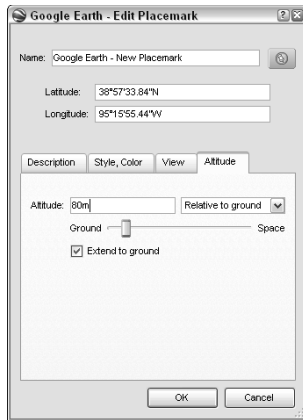 Google Earth - Edit Placemark
Name: Google Earth - New Placemark
Latitude: 38°57'33.84"N
Longitude: 95°15'55.44"W
Description Style, Color View Altitude
Altitude: 80m Relative to ground
Ground Space
Extend to ground
OK Cancel